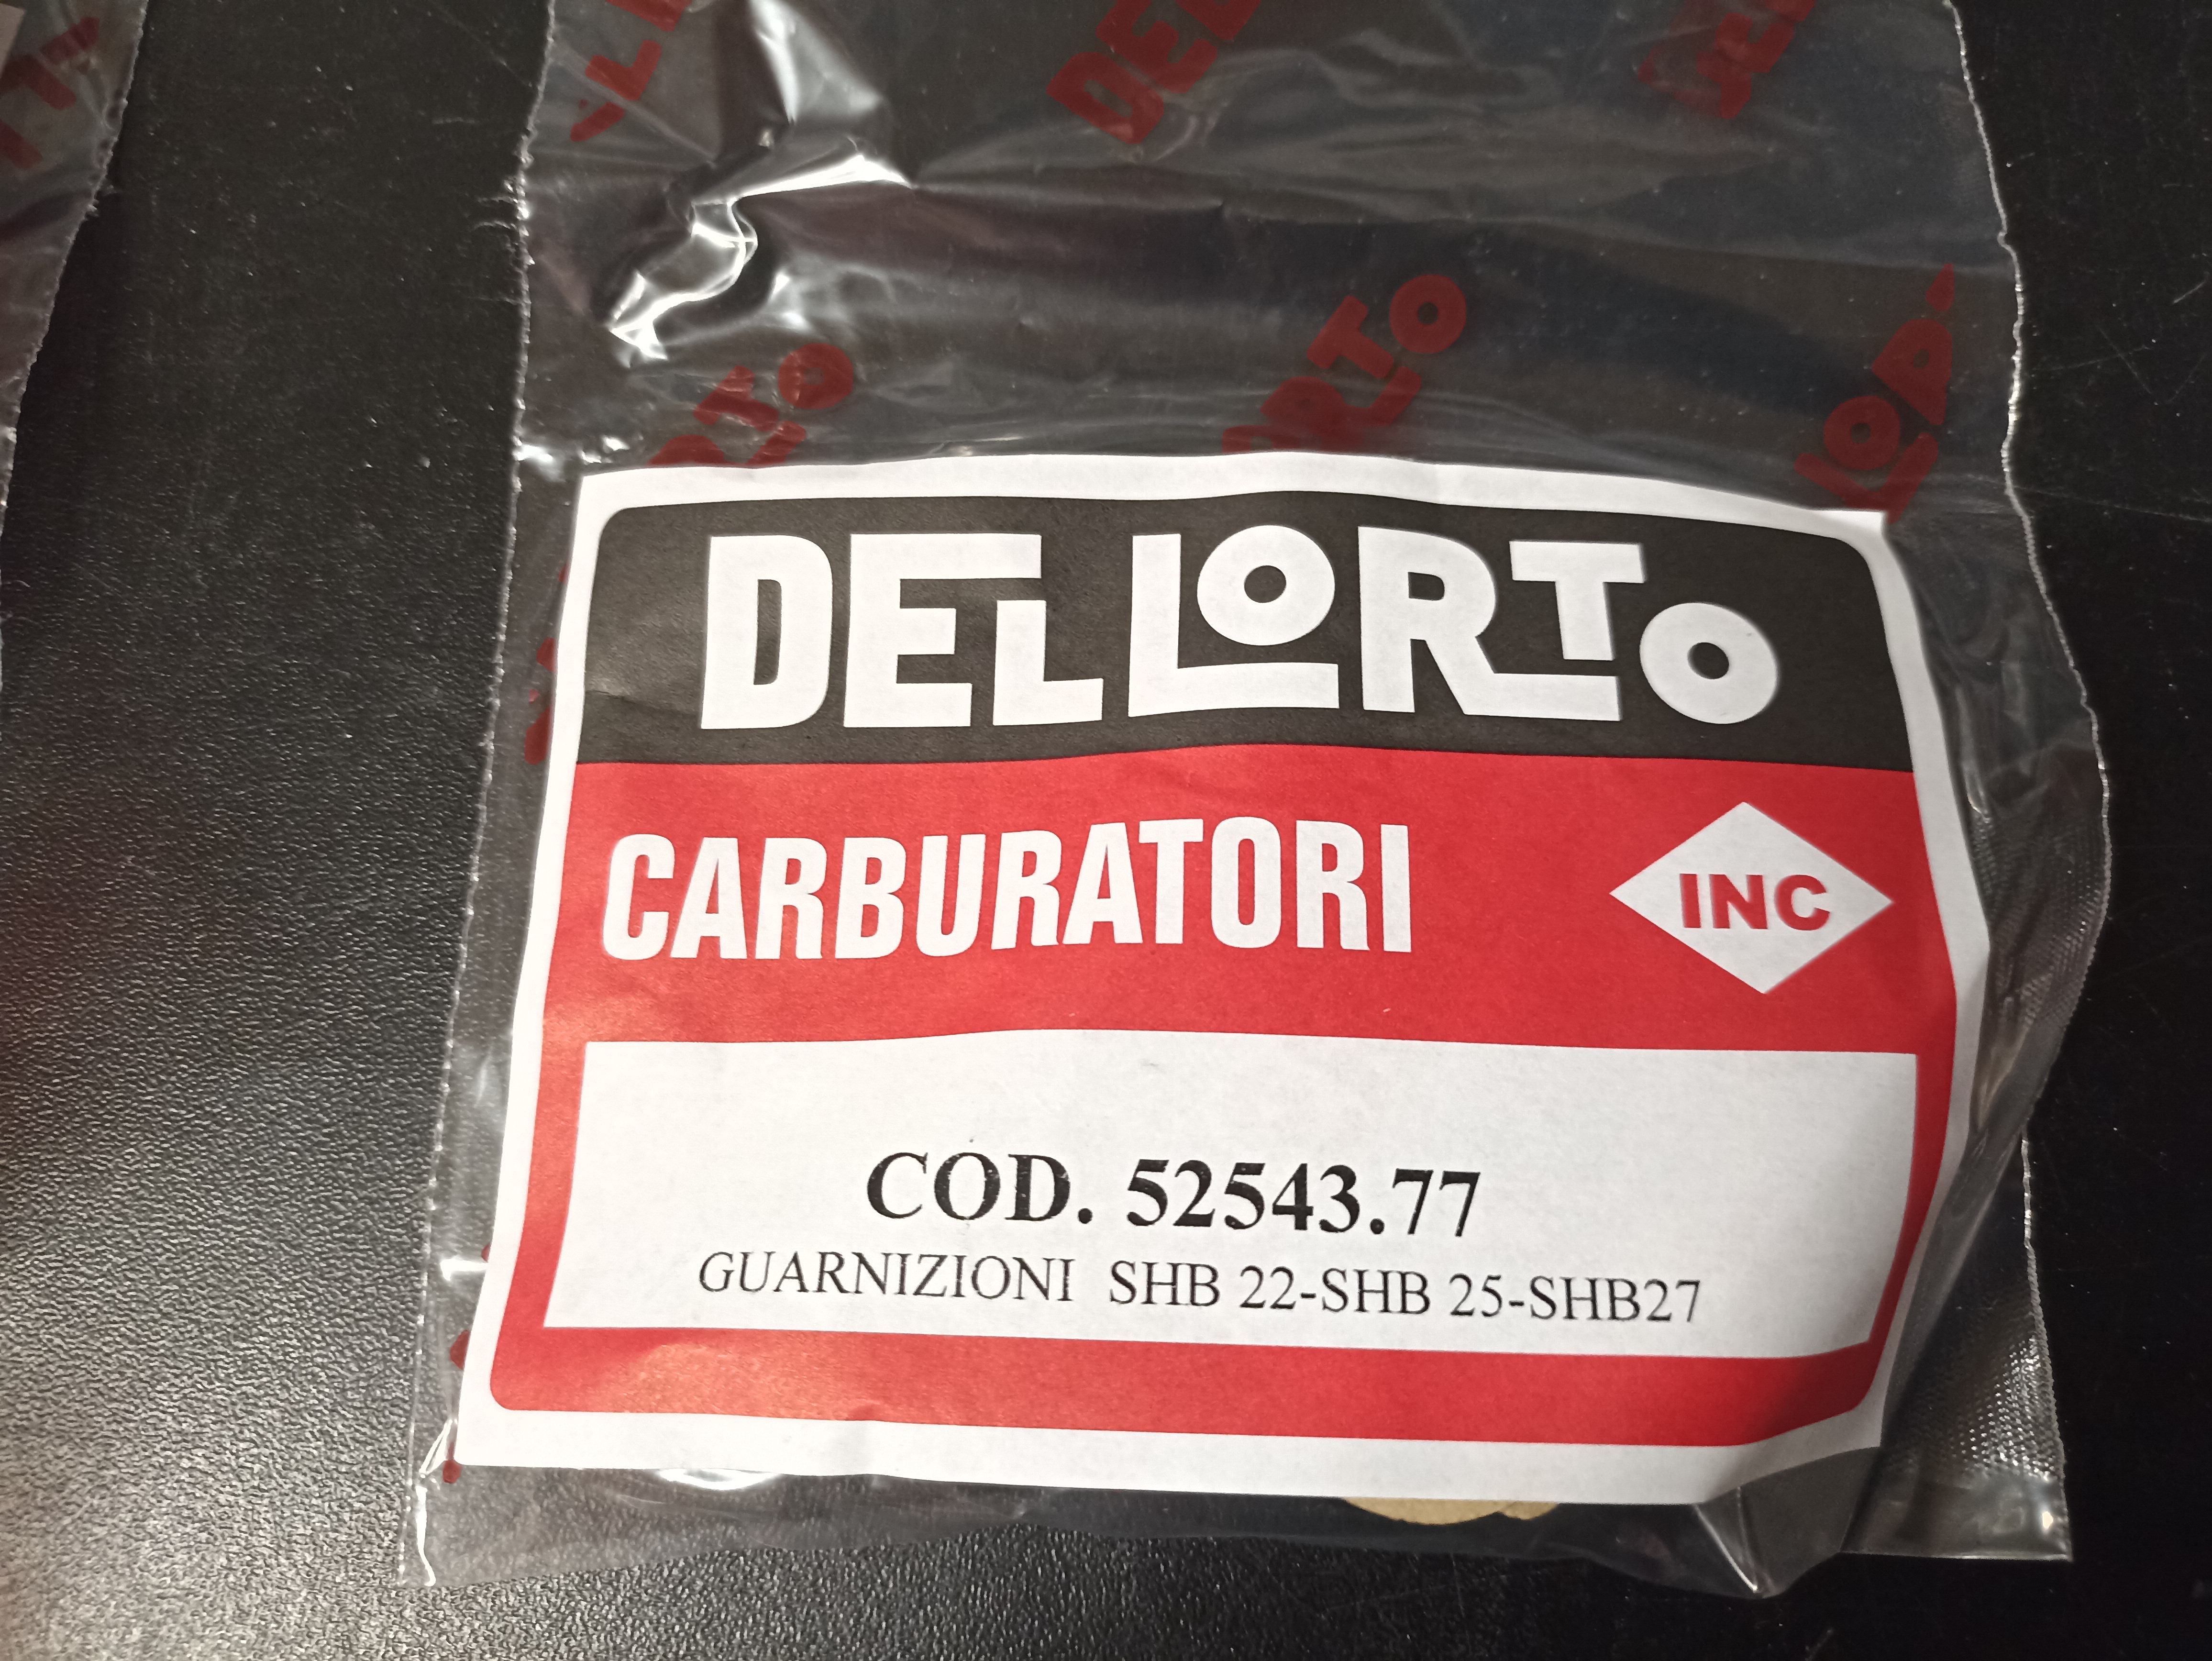 DELLORTO
CARBURATORI
INC
COD. 52543.77
GUARNIZIONI SHB 22-SHB 25-SHB27